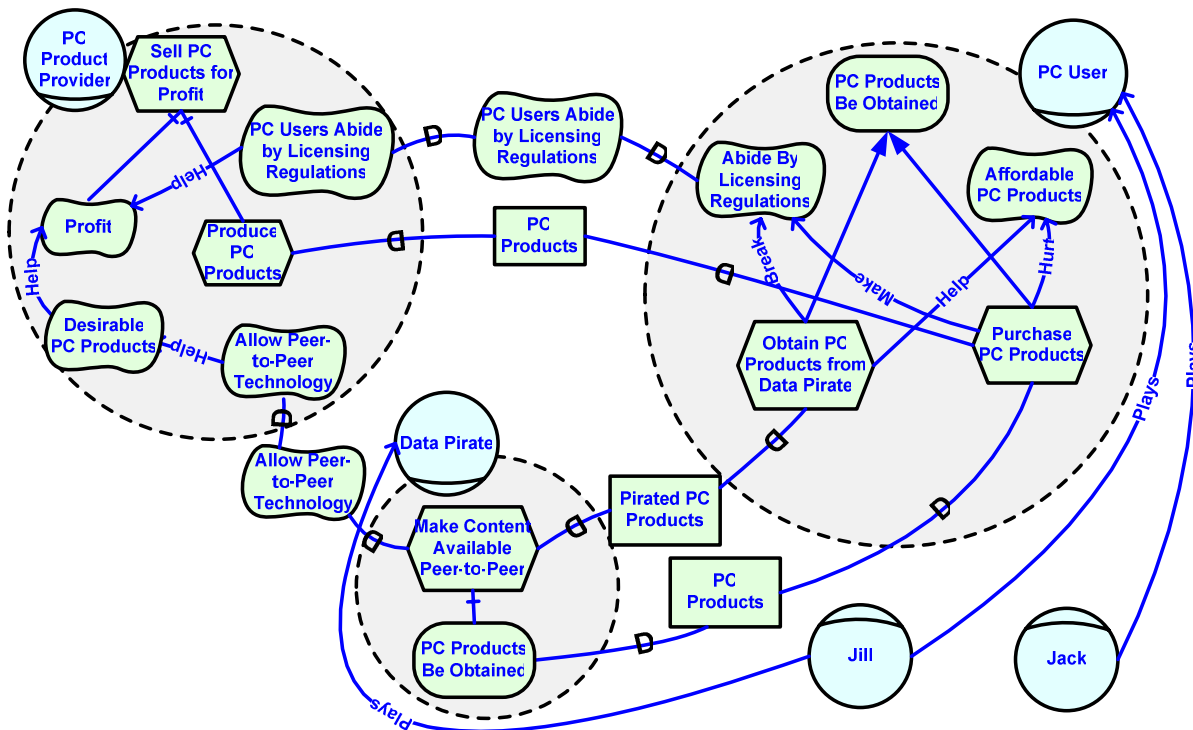 PC
Product
Provider
Sell PC
Products for
Profit
PC Users Abide
by Licensing
Regulations
Help
Profit
Produce
PC
Products
Help
Desirable
PC Products
Help
Allow Peer-
to-Peer
Technology
D
Allow Peer-
to-Peer
Technology
D
D
PC Users Abide
by Licensing
Regulations
D
D
PC
Products
D
PC User
PC Products
Be Obtained
Abide By
Licensing
Regulations
Affordable
PC Products
Break
Make
Help
Hurt
Obtain PC
Products from
Data Pirate
Purchase
PC Products
D
Pirated PC
Products
D
Data Pirate
Make Content
Available
Peer-to-Peer
PC Products
Be Obtained
D
PC
Products
D
Plays
Plays
Plays
Jill
Jack